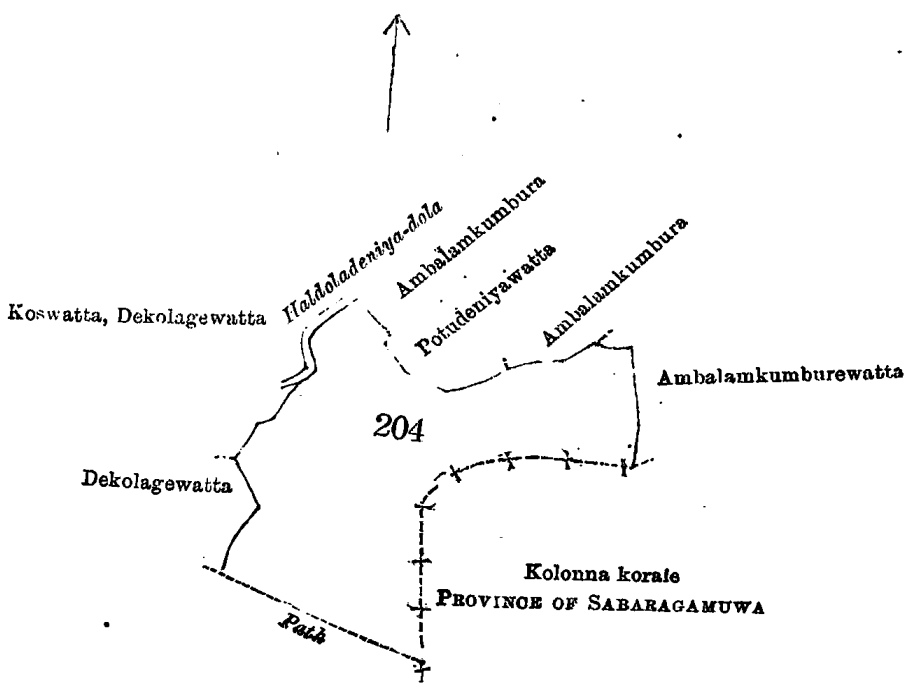 Haldoladeniya-dola
Ambalamkumbura
Potudeniyawatta
Ambalamkumbura
Koswatta, Dekolagewatta
Ambalamkumburewatta
204
Dekolagewatta
Kolonna korale
PROVINCE OF SABARAGAMUWA
Path